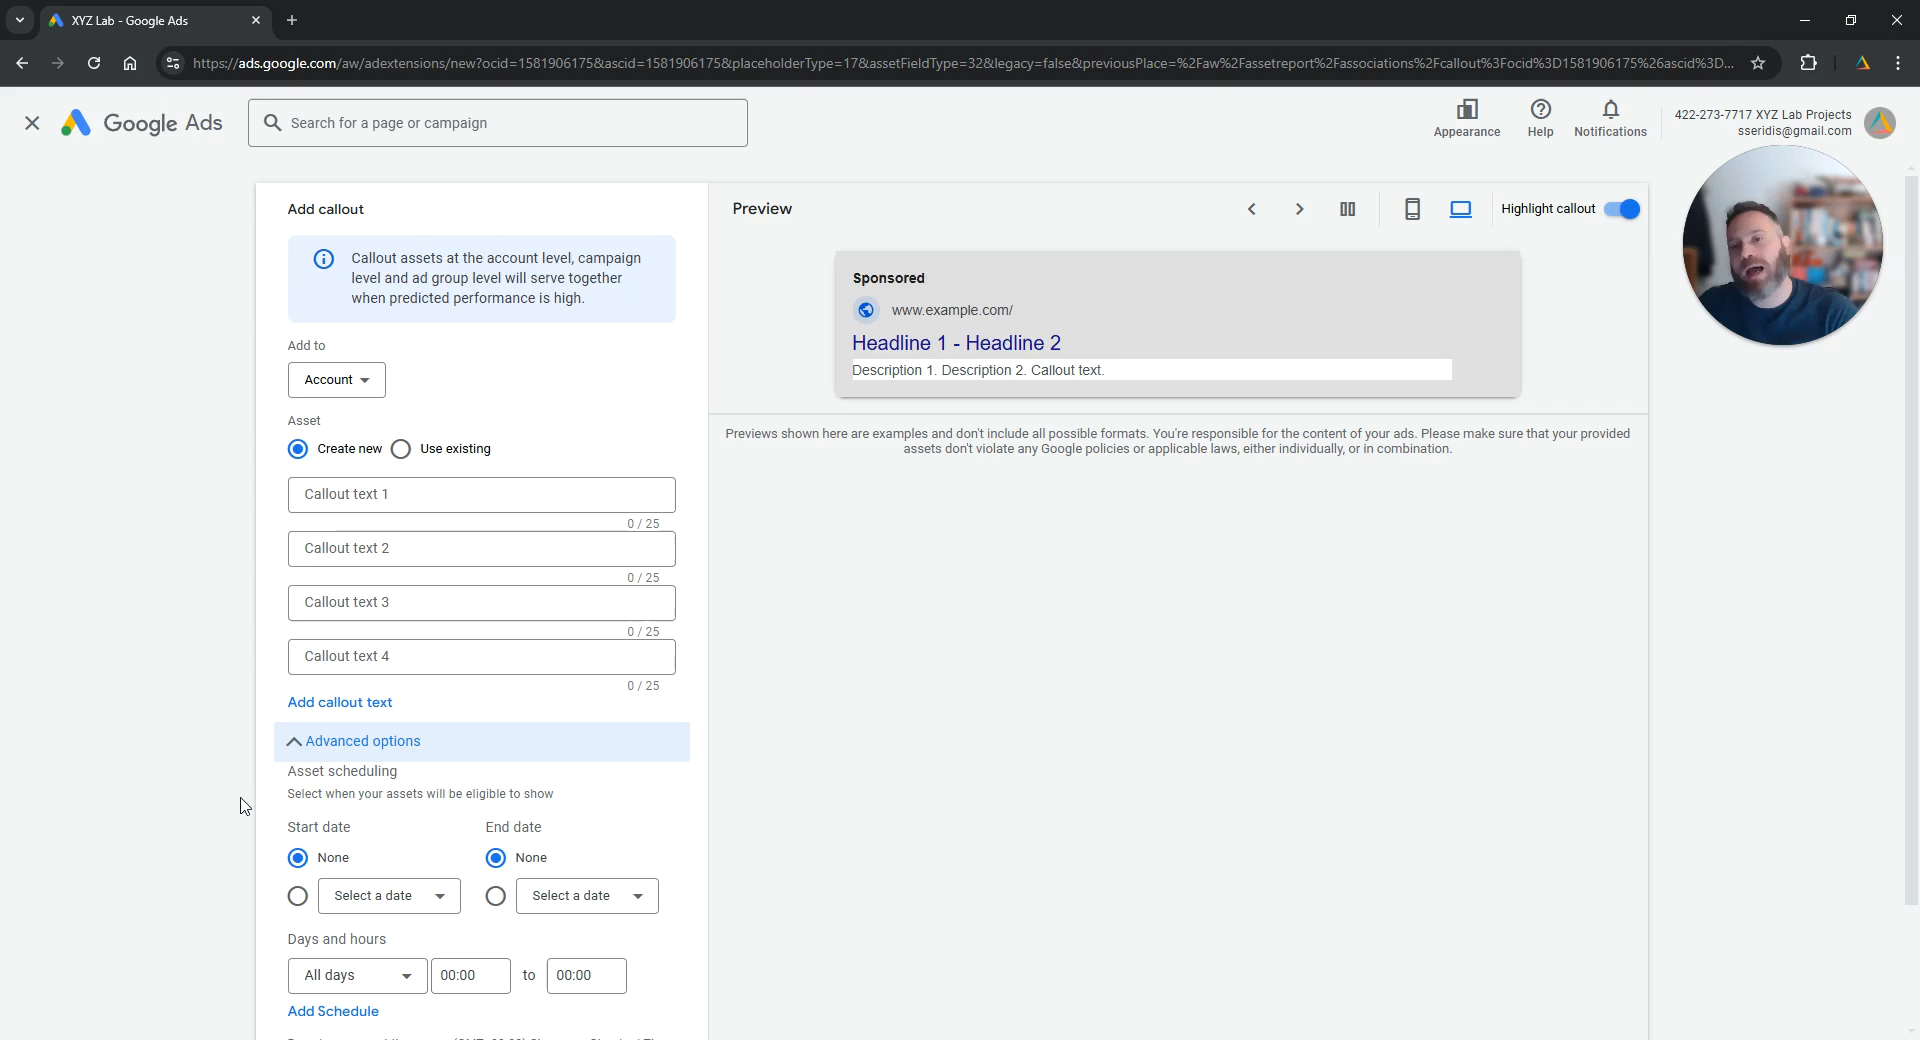 XYZ Lab - Google Ads
https://ads.google.com/aw/adextensions/new?ocid=1581906175&ascid=1581906175&placeholderType=17&assetFieldType=32&legacy=false&previousPlace=%2Faw%2Fassetreport%2Fassociations%2Fcallout%3Focid%3D1581906175%26ascid%3D...
Google Ads
Search for a page or campaign
Appearance
Help
Notifications
422-273-7717 XYZ Lab Projects
sseridis@gmail.com
Add callout
Callout assets at the account level, campaign
level and ad group level will serve together
when predicted performance is high.
Add to
Account
Asset
Create new
Use existing
Callout text 1
0 / 25
Callout text 2
0 / 25
Callout text 3
0 / 25
Callout text 4
0 / 25
Add callout text
Advanced options
Asset scheduling
Select when your assets will be eligible to show
Start date
End date
None
None
Select a date
Select a date
Days and hours
All days
00:00
to
00:00
Add Schedule
Preview
Highlight callout
Sponsored
www.example.com/
Headline 1 - Headline 2
Description 1. Description 2. Callout text.
Previews shown here are examples and don't include all possible formats. You're responsible for the content of your ads. Please make sure that your provided
assets don't violate any Google policies or applicable laws, either individually, or in combination.